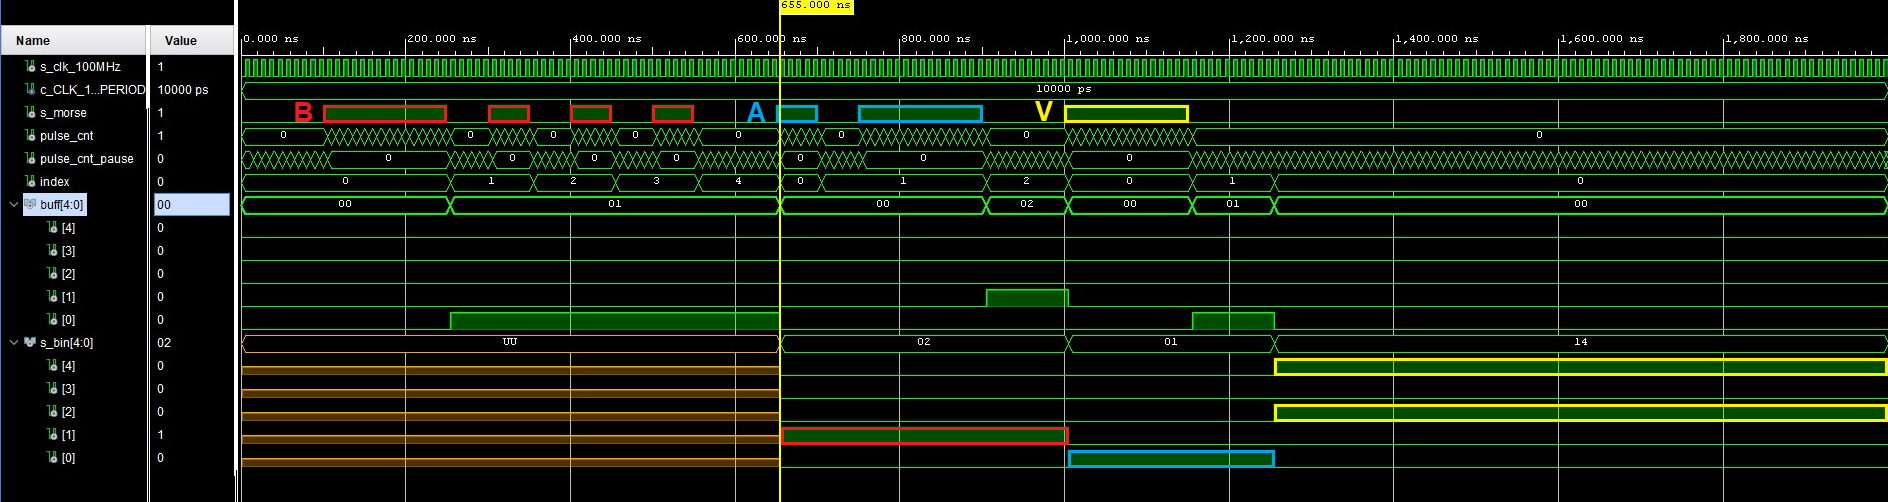 655.000 ns
Name Value
0.000 ns 200.000 ns 400.000 ns 600.000 ns 800.000 ns 1,000.000 ns 1,200.000 ns 1,400.000 ns 1,600.000 ns 1,800.000 ns
s_clk_100MHz 1
c_CLK_1...PERIOD 10000 ps 10000 ps
s_morse 1 B A V
pulse_cnt 1 0 0 0 0 0 0 0 0
pulse_cnt_pause 0 0 0 0 0 0 0 0
index 0 0 1 2 3 4 0 1 2 0 1 0
buff[4:0] 00 00 01 00 02 00 01 00
[4] 0
[3] 0
[2] 0
[1] 0
[0] 0
s_bin[4:0] 02 UU 02 01 14
[4] 0
[3] 0
[2] 0
[1] 1
[0] 0